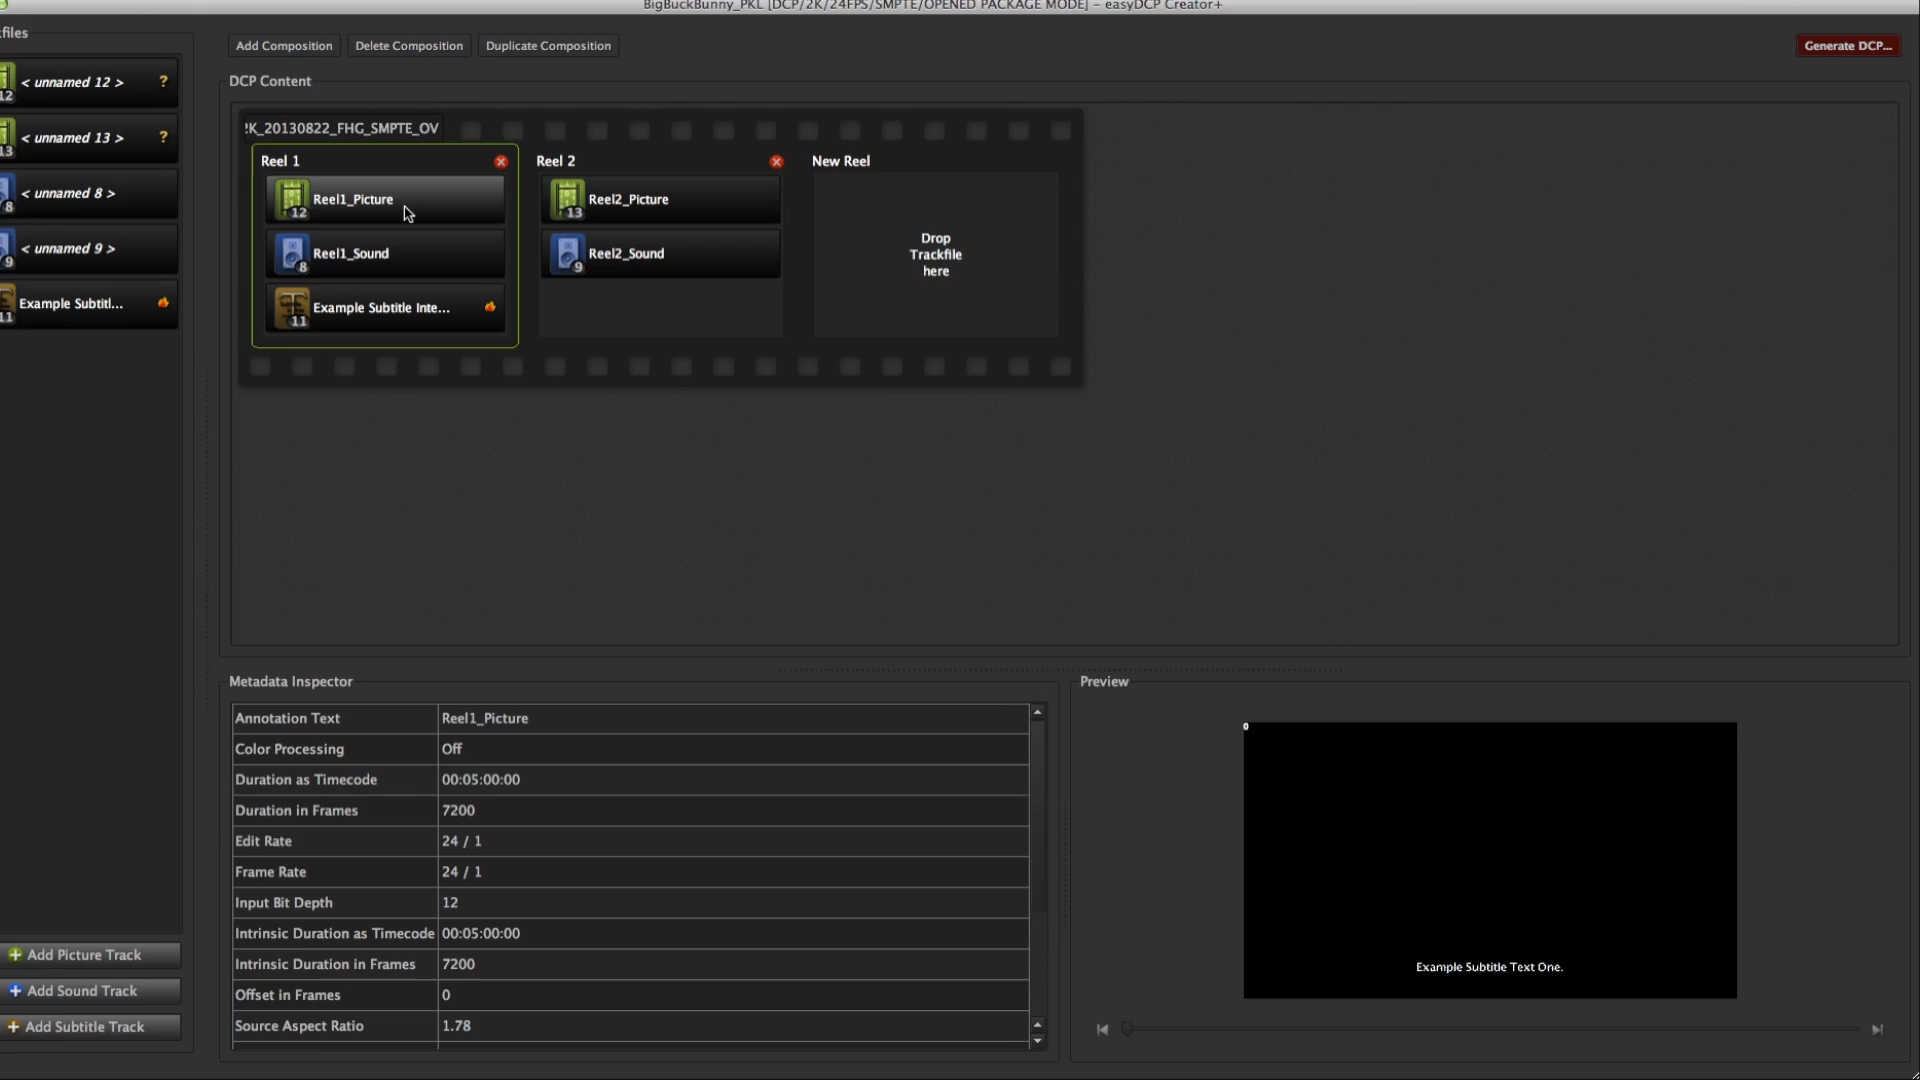 BigBuckBunny_PKL [DCP/2K/24FPS/SMPTE/OPENED PACKAGE MODE] – easyDCP Creator+
files
Add Composition
Delete Composition
Duplicate Composition
Generate DCP...
12
< unnamed 12 >
?
13
< unnamed 13 >
?
8
< unnamed 8 >
9
< unnamed 9 >
11
Example Subtitl...
Add Picture Track
Add Sound Track
Add Subtitle Track
DCP Content
2K_20130822_FHG_SMPTE_OV
Reel 1
12
Reel1_Picture
8
Reel1_Sound
11
Example Subtitle Inte...
Reel 2
13
Reel2_Picture
9
Reel2_Sound
New Reel
Drop
Trackfile
here
Metadata Inspector
Annotation Text
Reel1_Picture
Color Processing
Off
Duration as Timecode
00:05:00:00
Duration in Frames
7200
Edit Rate
24 / 1
Frame Rate
24 / 1
Input Bit Depth
12
Intrinsic Duration as Timecode
00:05:00:00
Intrinsic Duration in Frames
7200
Offset in Frames
0
Source Aspect Ratio
1.78
Preview
0
Example Subtitle Text One.